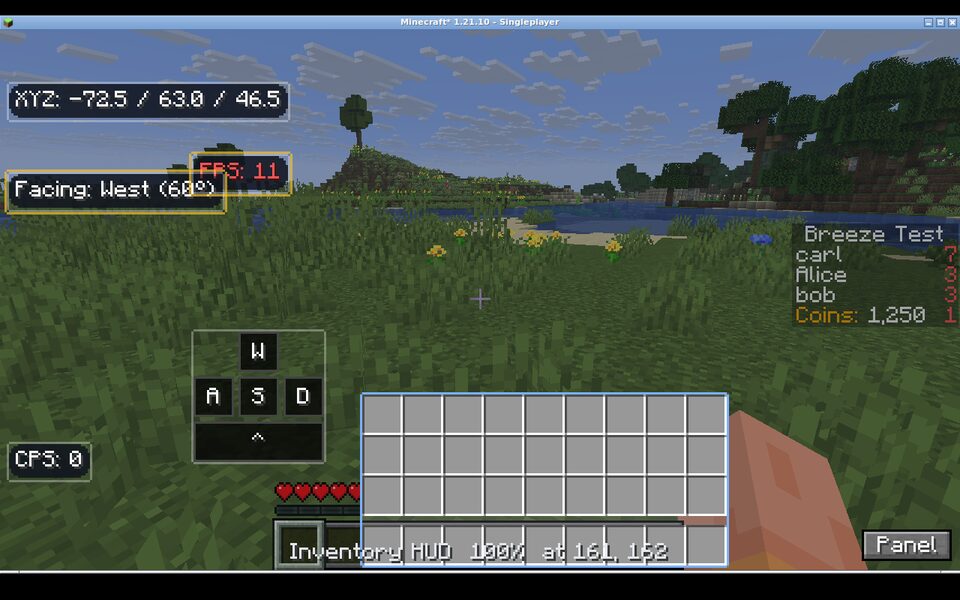 Minecraft* 1.21.10 - Singleplayer
XYZ: -72.5 / 63.0 / 46.5
FPS: 11
Facing: West (60°)
Breeze Test
carl 7
Alice 3
bob 3
Coins: 1,250 1
W
A S D
^
CPS: 0
Inventory HUD 100% at 161, 162
Panel